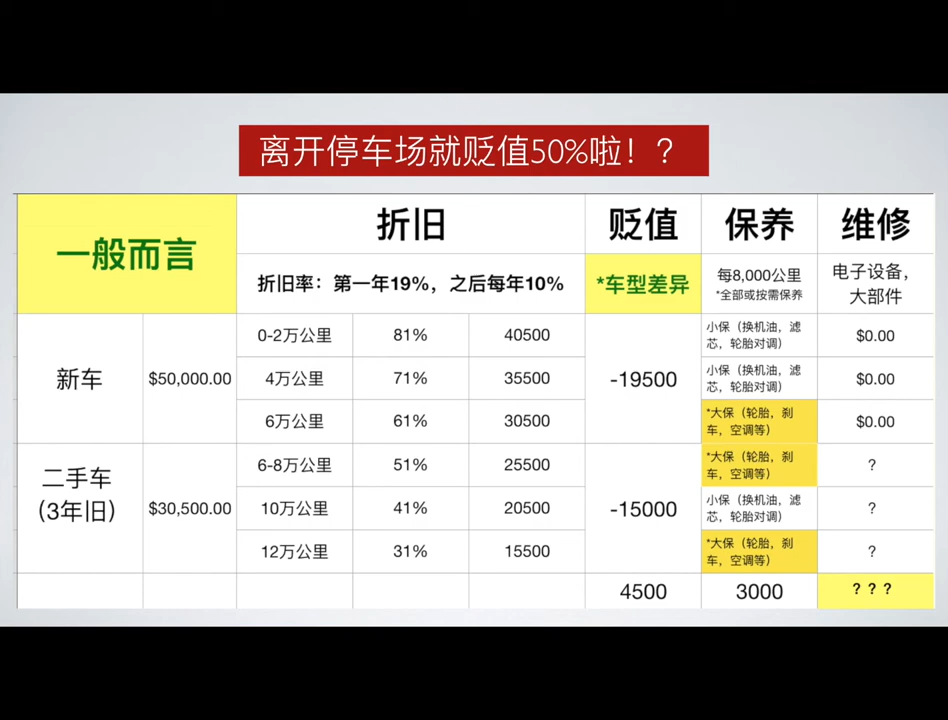 离开停车场就贬值50%啦！？
一般而言
折旧
贬值
保养
维修
折旧率：第一年19%，之后每年10%
*车型差异
每8,000公里
*全部或按需保养
电子设备，
大部件
新车
$50,000.00
0-2万公里
81%
40500
-19500
小保（换机油，滤
芯，轮胎对调）
$0.00
4万公里
71%
35500
小保（换机油，滤
芯，轮胎对调）
$0.00
6万公里
61%
30500
*大保（轮胎，刹
车，空调等）
$0.00
二手车
(3年旧)
$30,500.00
6-8万公里
51%
25500
-15000
*大保（轮胎，刹
车，空调等）
?
10万公里
41%
20500
小保（换机油，滤
芯，轮胎对调）
?
12万公里
31%
15500
*大保（轮胎，刹
车，空调等）
?
4500
3000
？？？